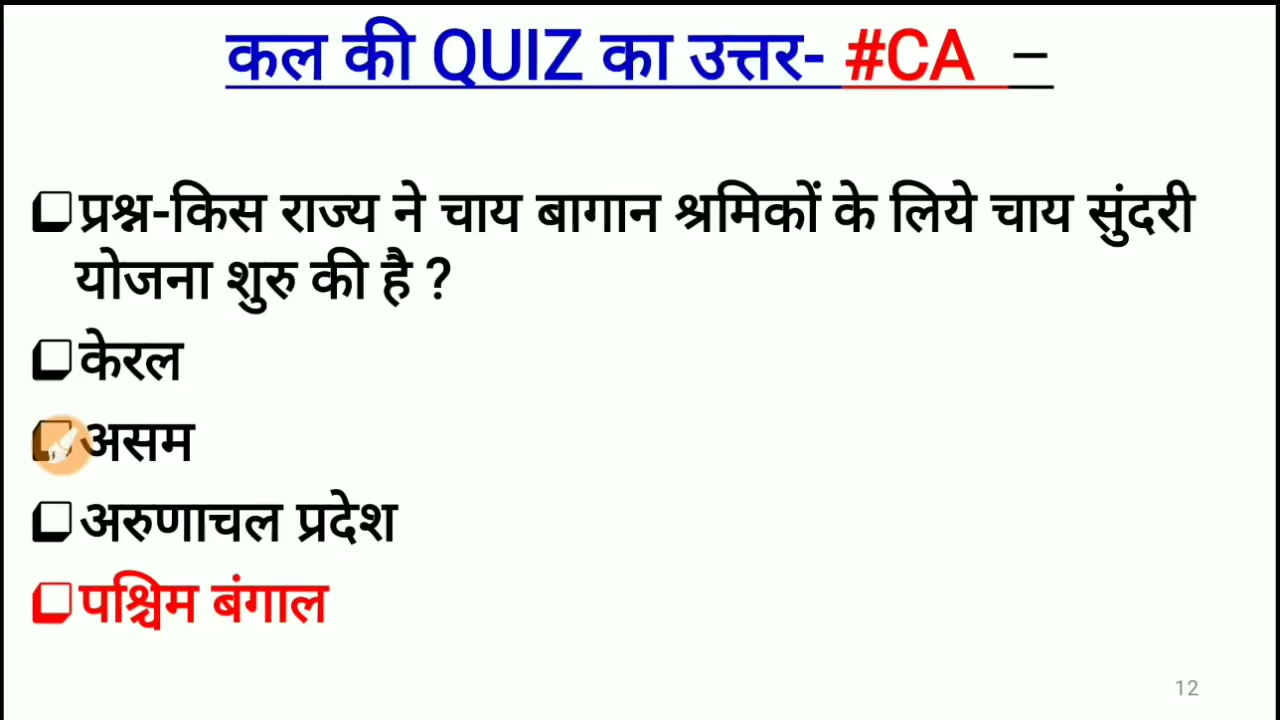 कल की QUIZ का उत्तर- #CA –
❑प्रश्न-किस राज्य ने चाय बागान श्रमिकों के लिये चाय सुंदरी
योजना शुरु की है ?
❑केरल
❑असम
❑अरुणाचल प्रदेश
❑पश्चिम बंगाल
12